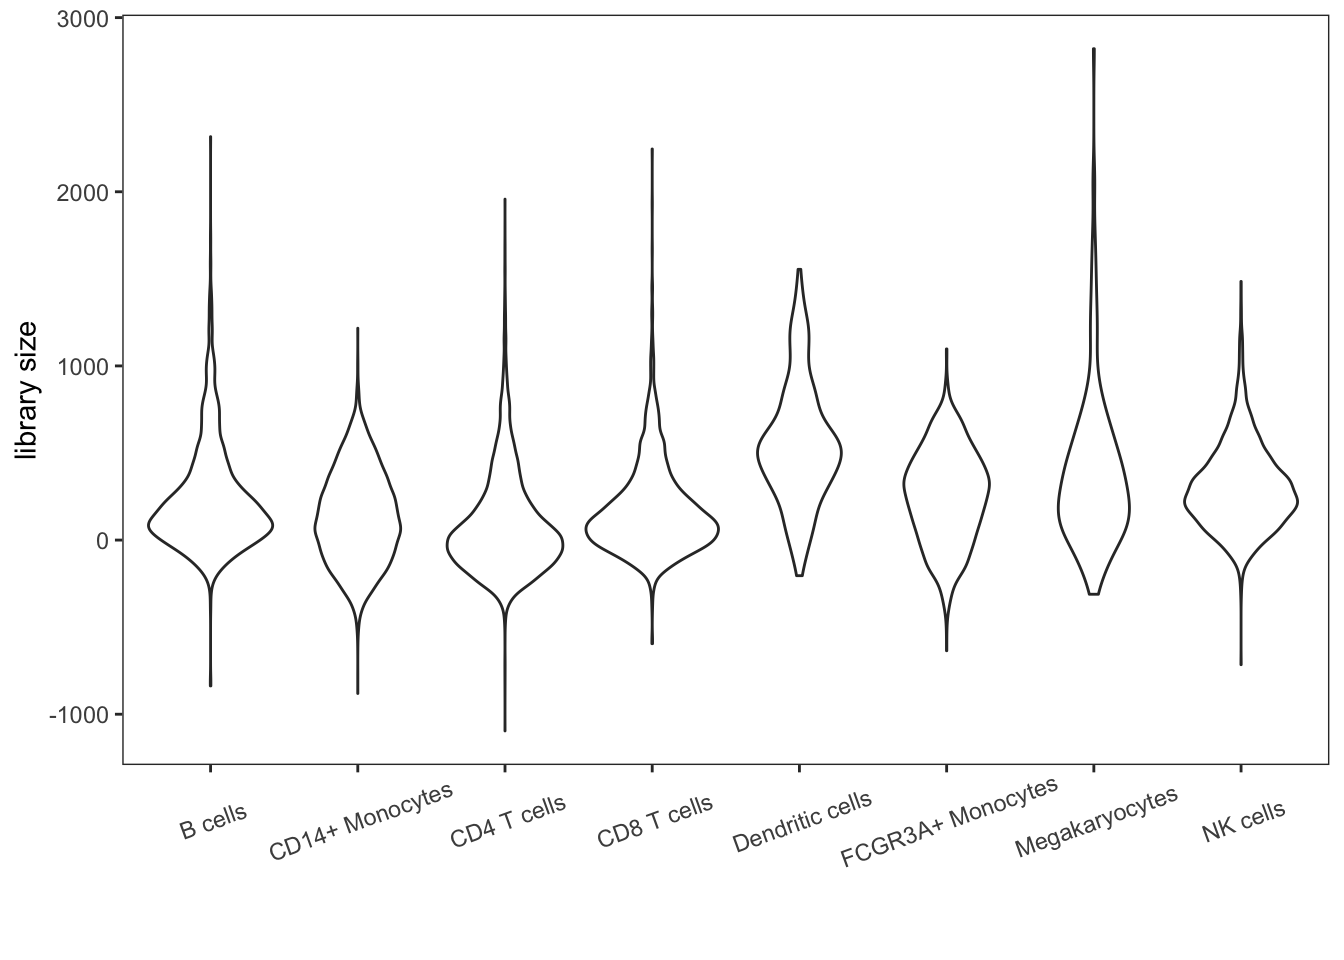 3000
2000
1000
0
-1000
library size
B cells
CD14+ Monocytes
CD4 T cells
CD8 T cells
Dendritic cells
FCGR3A+ Monocytes
Megakaryocytes
NK cells